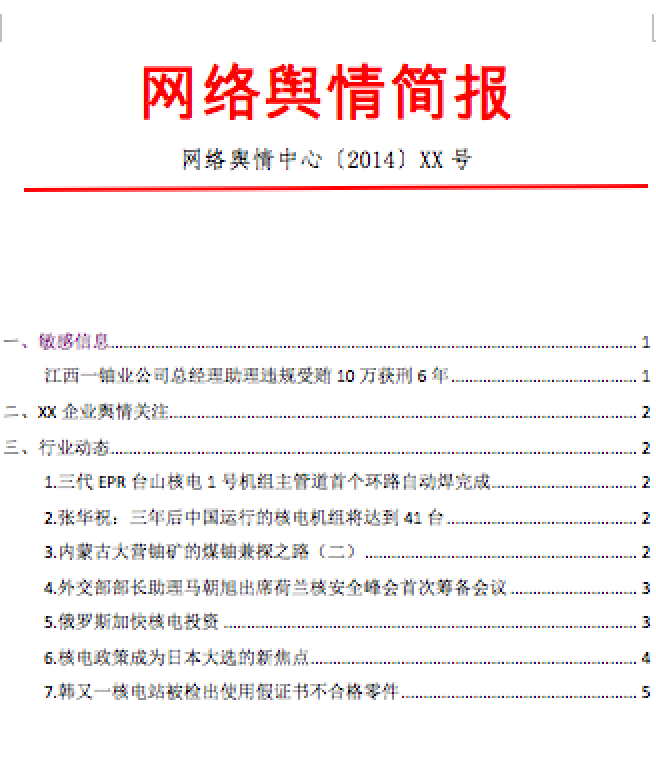 网络舆情简报
网络舆情中心〔2014〕XX 号
一、敏感信息........................................1
江西一铀业公司总经理助理违规受贿 10 万获刑 6 年........................................1
二、XX 企业舆情关注........................................2
三、行业动态........................................2
1.三代 EPR 台山核电 1 号机组主管道首个环路自动焊完成........................................2
2.张华祝：三年后中国运行的核电机组将达到 41 台........................................2
3.内蒙古大营铀矿的煤铀兼探之路（二）........................................2
4.外交部部长助理马朝旭出席荷兰核安全峰会首次筹备会议........................................3
5.俄罗斯加快核电投资........................................3
6.核电政策成为日本大选的新焦点........................................4
7.韩又一核电站被检出使用假证书不合格零件........................................5